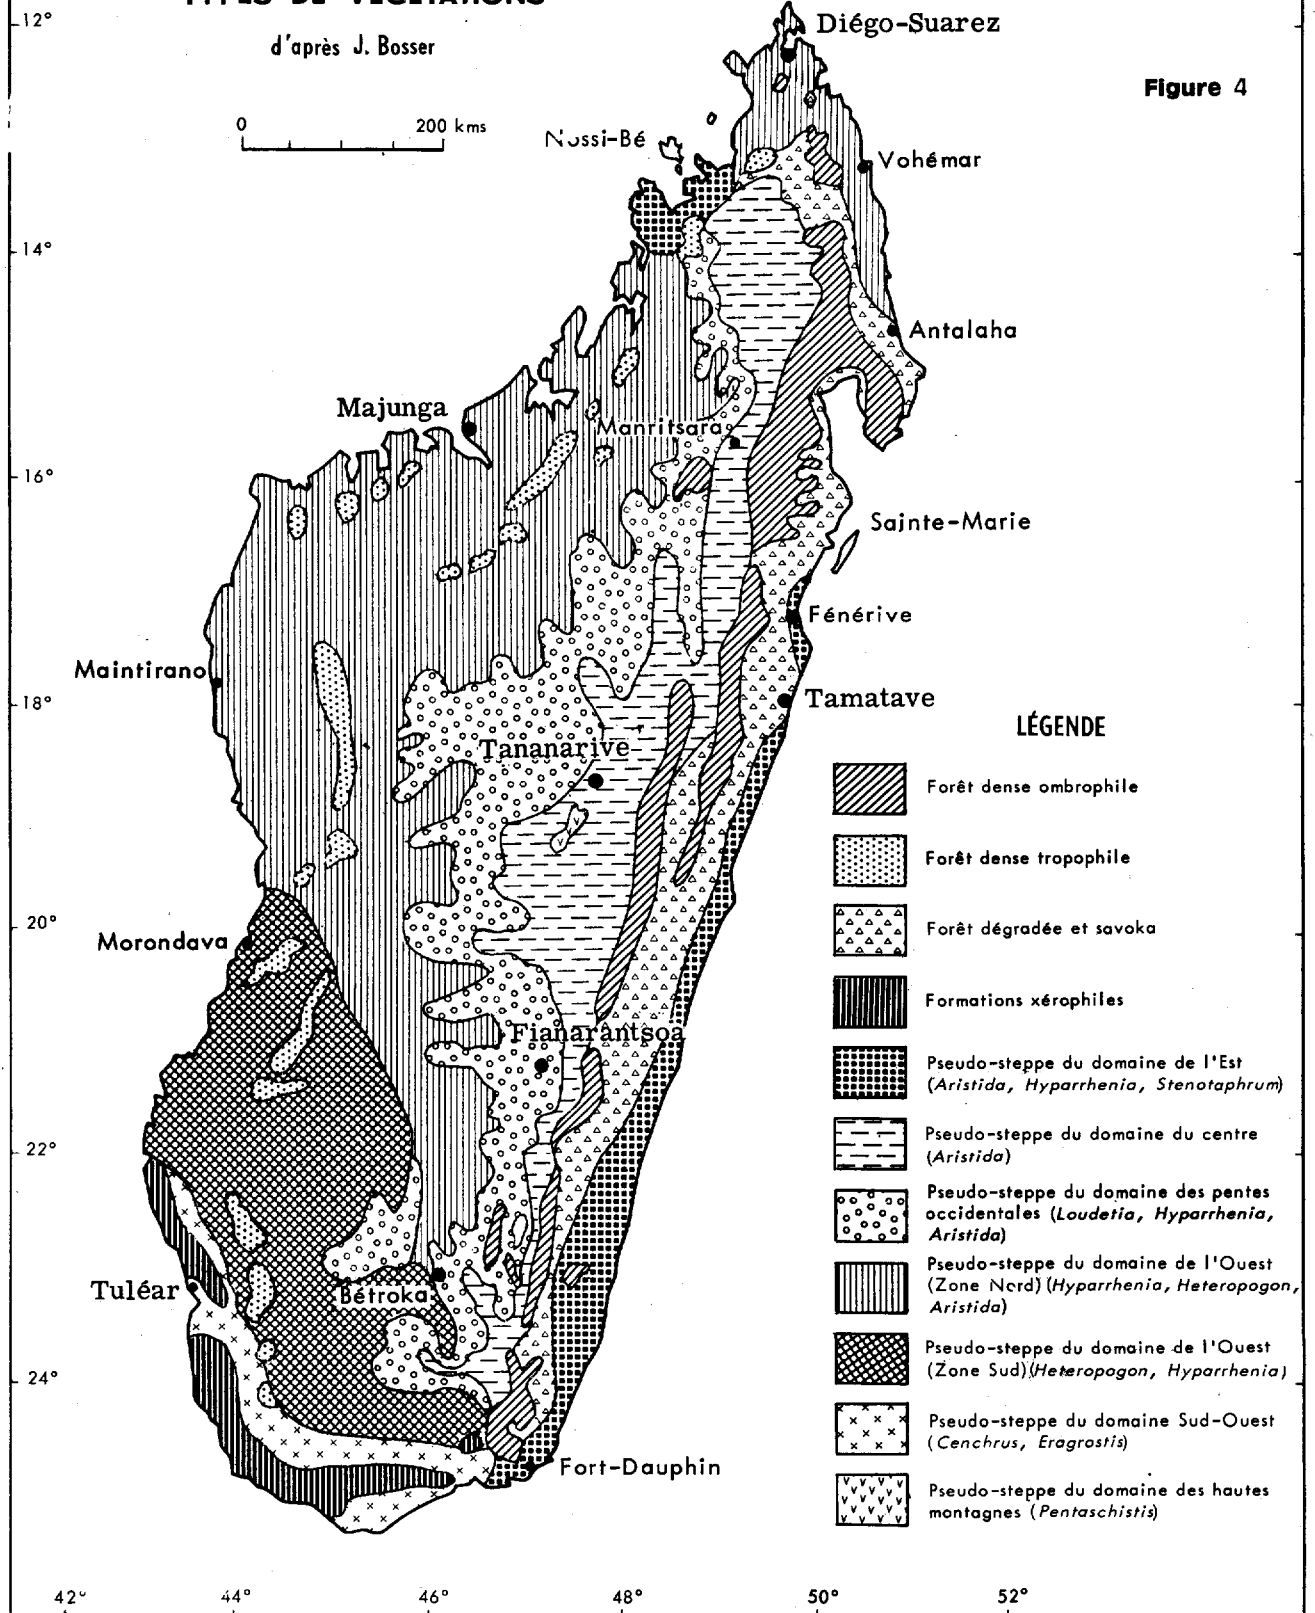 TYPES DE VÉGÉTATIONS
d'après J. Bosser
Figure 4
0 200 kms
12°
14°
16°
18°
20°
22°
24°
Diégo-Suarez
Nossi-Bé
Vohémar
Antalaha
Majunga
Manritsara
Sainte-Marie
Fénérive
Maintirano
Tamatave
Tananarive
Morondava
Fianarantsoa
Tuléar
Bétroka
Fort-Dauphin
LÉGENDE
Forêt dense ombrophile
Forêt dense tropophile
Forêt dégradée et savoka
Formations xérophiles
Pseudo-steppe du domaine de l'Est
(Aristida, Hyparrhenia, Stenotaphrum)
Pseudo-steppe du domaine du centre
(Aristida)
Pseudo-steppe du domaine des pentes
occidentales (Loudetia, Hyparrhenia,
Aristida)
Pseudo-steppe du domaine de l'Ouest
(Zone Nord) (Hyparrhenia, Heteropogon,
Aristida)
Pseudo-steppe du domaine de l'Ouest
(Zone Sud) (Heteropogon, Hyparrhenia)
Pseudo-steppe du domaine Sud-Ouest
(Cenchrus, Eragrostis)
Pseudo-steppe du domaine des hautes
montagnes (Pentaschistis)
42° 44° 46° 48° 50° 52°